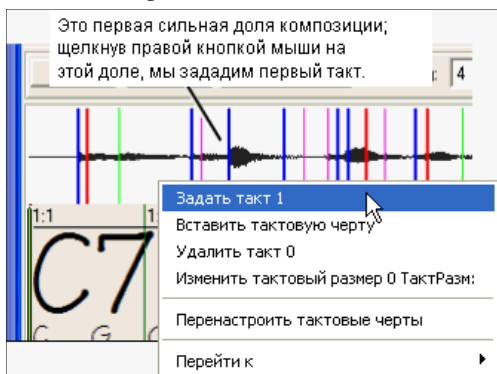 Это первая сильная доля композиции;
щелкнув правой кнопкой мыши на
этой доле, мы зададим первый такт.
4
1:1
1:
C7
C G G C
Задать такт 1
Вставить тактовую черту
Удалить такт 0
Изменить тактовый размер 0 ТактРазм:
Перенастроить тактовые черты
Перейти к